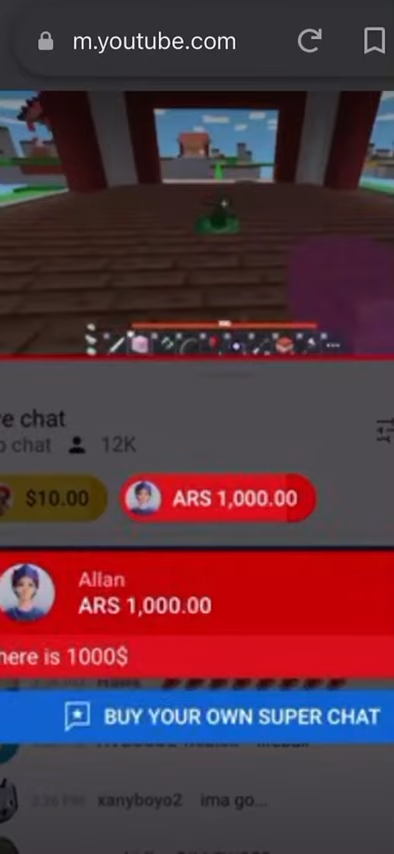 m.youtube.com
e chat
p chat 12K
$10.00 ARS 1,000.00
Allan
ARS 1,000.00
here is 1000$
BUY YOUR OWN SUPER CHAT
xanyboyo2 ima go...